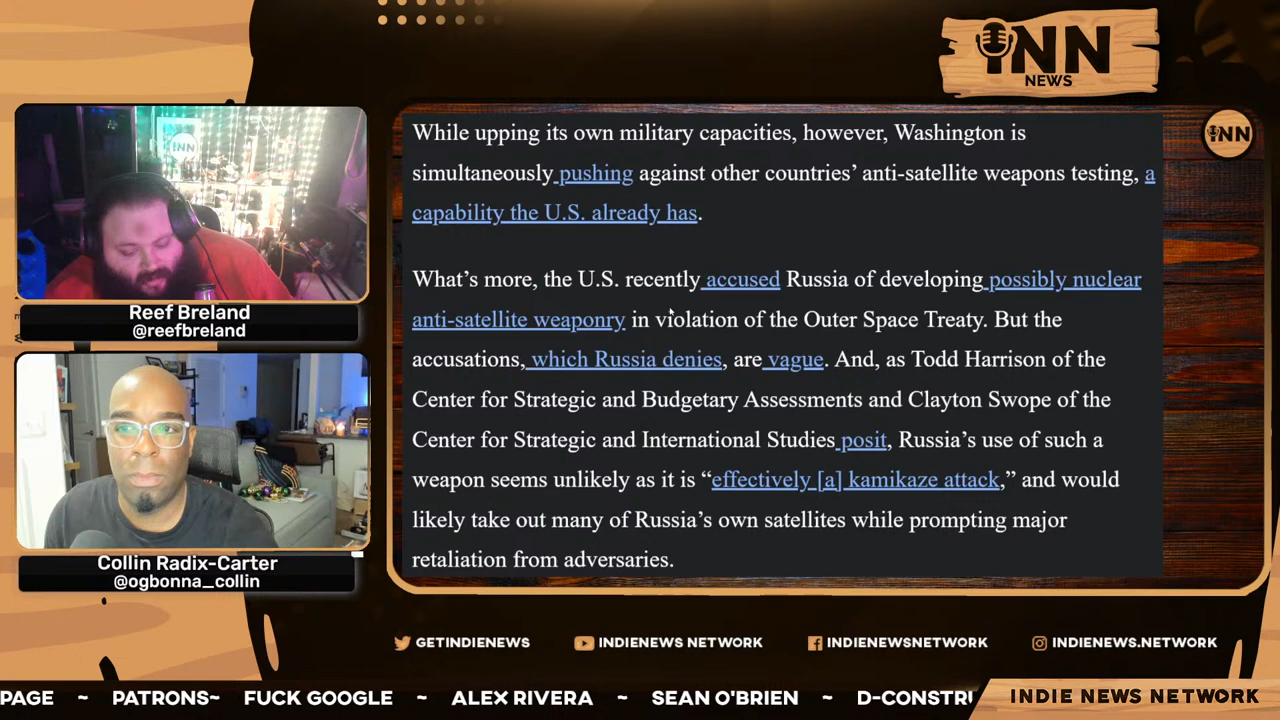 INN
NEWS
INN
While upping its own military capacities, however, Washington is
simultaneously pushing against other countries’ anti-satellite weapons testing, a
capability the U.S. already has.
What’s more, the U.S. recently accused Russia of developing possibly nuclear
anti-satellite weaponry in violation of the Outer Space Treaty. But the
accusations, which Russia denies, are vague. And, as Todd Harrison of the
Center for Strategic and Budgetary Assessments and Clayton Swope of the
Center for Strategic and International Studies posit, Russia’s use of such a
weapon seems unlikely as it is “effectively [a] kamikaze attack,” and would
likely take out many of Russia’s own satellites while prompting major
retaliation from adversaries.
Reef Breland
@reefbreland
Collin Radix-Carter
@ogbonna_collin
GETINDIENEWS
INDIENEWS NETWORK
INDIENEWSNETWORK
INDIENEWS.NETWORK
PAGE ~ PATRONS~ FUCK GOOGLE ~ ALEX RIVERA ~ SEAN O'BRIEN ~ D-CONSTRU
INDIE NEWS NETWORK